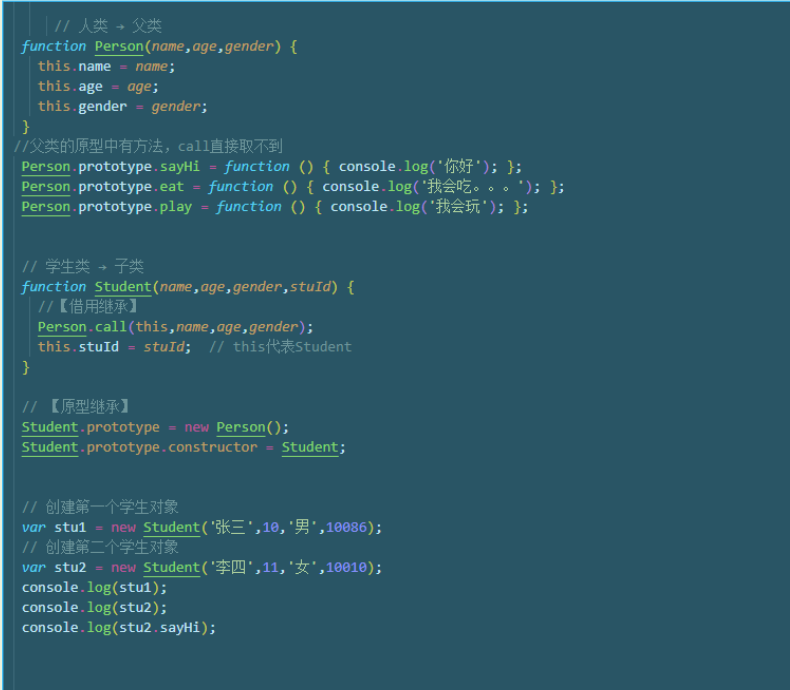 // 人类 → 父类
function Person(name,age,gender) {
this.name = name;
this.age = age;
this.gender = gender;
}
//父类的原型中有方法，call直接取不到
Person.prototype.sayHi = function () { console.log('你好'); };
Person.prototype.eat = function () { console.log('我会吃。。。'); };
Person.prototype.play = function () { console.log('我会玩'); };
// 学生类 → 子类
function Student(name,age,gender,stuId) {
//【借用继承】
Person.call(this,name,age,gender);
this.stuId = stuId;  // this代表Student
}
// 【原型继承】
Student.prototype = new Person();
Student.prototype.constructor = Student;
// 创建第一个学生对象
var stu1 = new Student('张三',10,'男',10086);
// 创建第二个学生对象
var stu2 = new Student('李四',11,'女',10010);
console.log(stu1);
console.log(stu2);
console.log(stu2.sayHi);